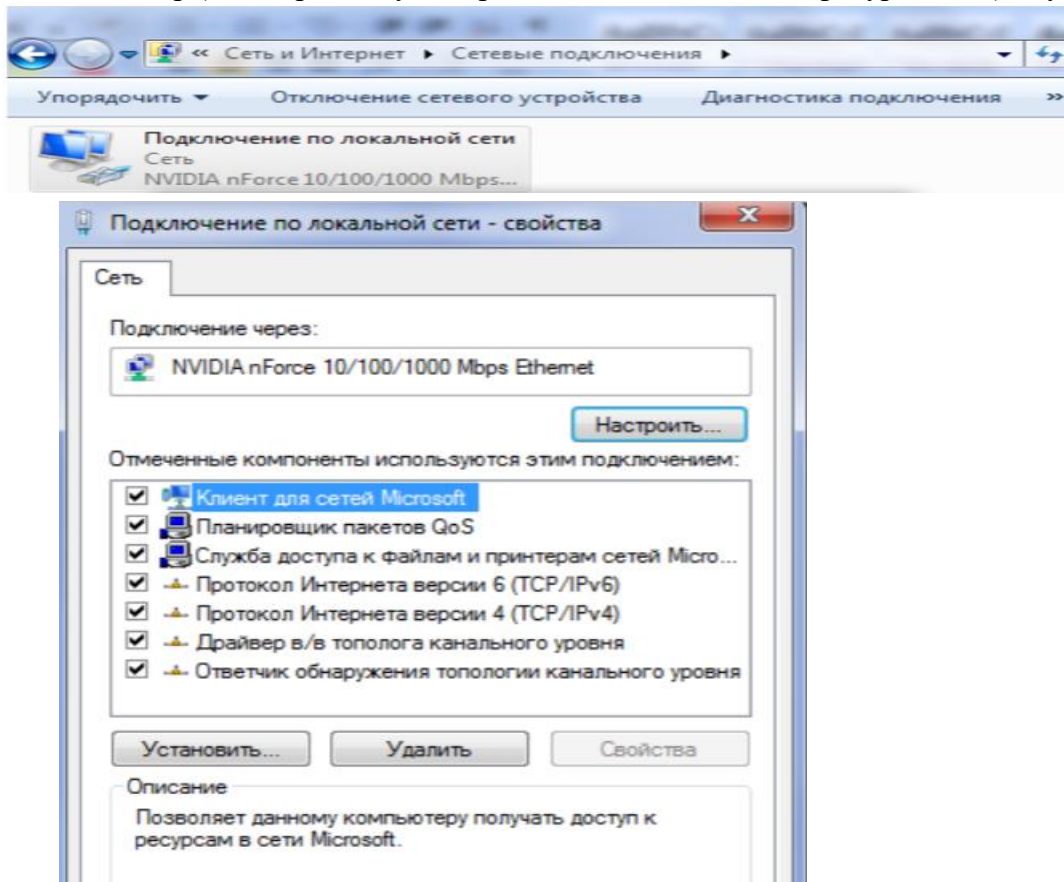 « Сеть и Интернет ▸ Сетевые подключения ▸
Упорядочить ▾ Отключение сетевого устройства Диагностика подключения »
Подключение по локальной сети
Сеть
NVIDIA nForce 10/100/1000 Mbps...
Подключение по локальной сети - свойства
Сеть
Подключение через:
NVIDIA nForce 10/100/1000 Mbps Ethernet
Настроить...
Отмеченные компоненты используются этим подключением:
Клиент для сетей Microsoft
Планировщик пакетов QoS
Служба доступа к файлам и принтерам сетей Micro...
Протокол Интернета версии 6 (TCP/IPv6)
Протокол Интернета версии 4 (TCP/IPv4)
Драйвер в/в тополога канального уровня
Ответчик обнаружения топологии канального уровня
Установить... Удалить Свойства
Описание
Позволяет данному компьютеру получать доступ к
ресурсам в сети Microsoft.